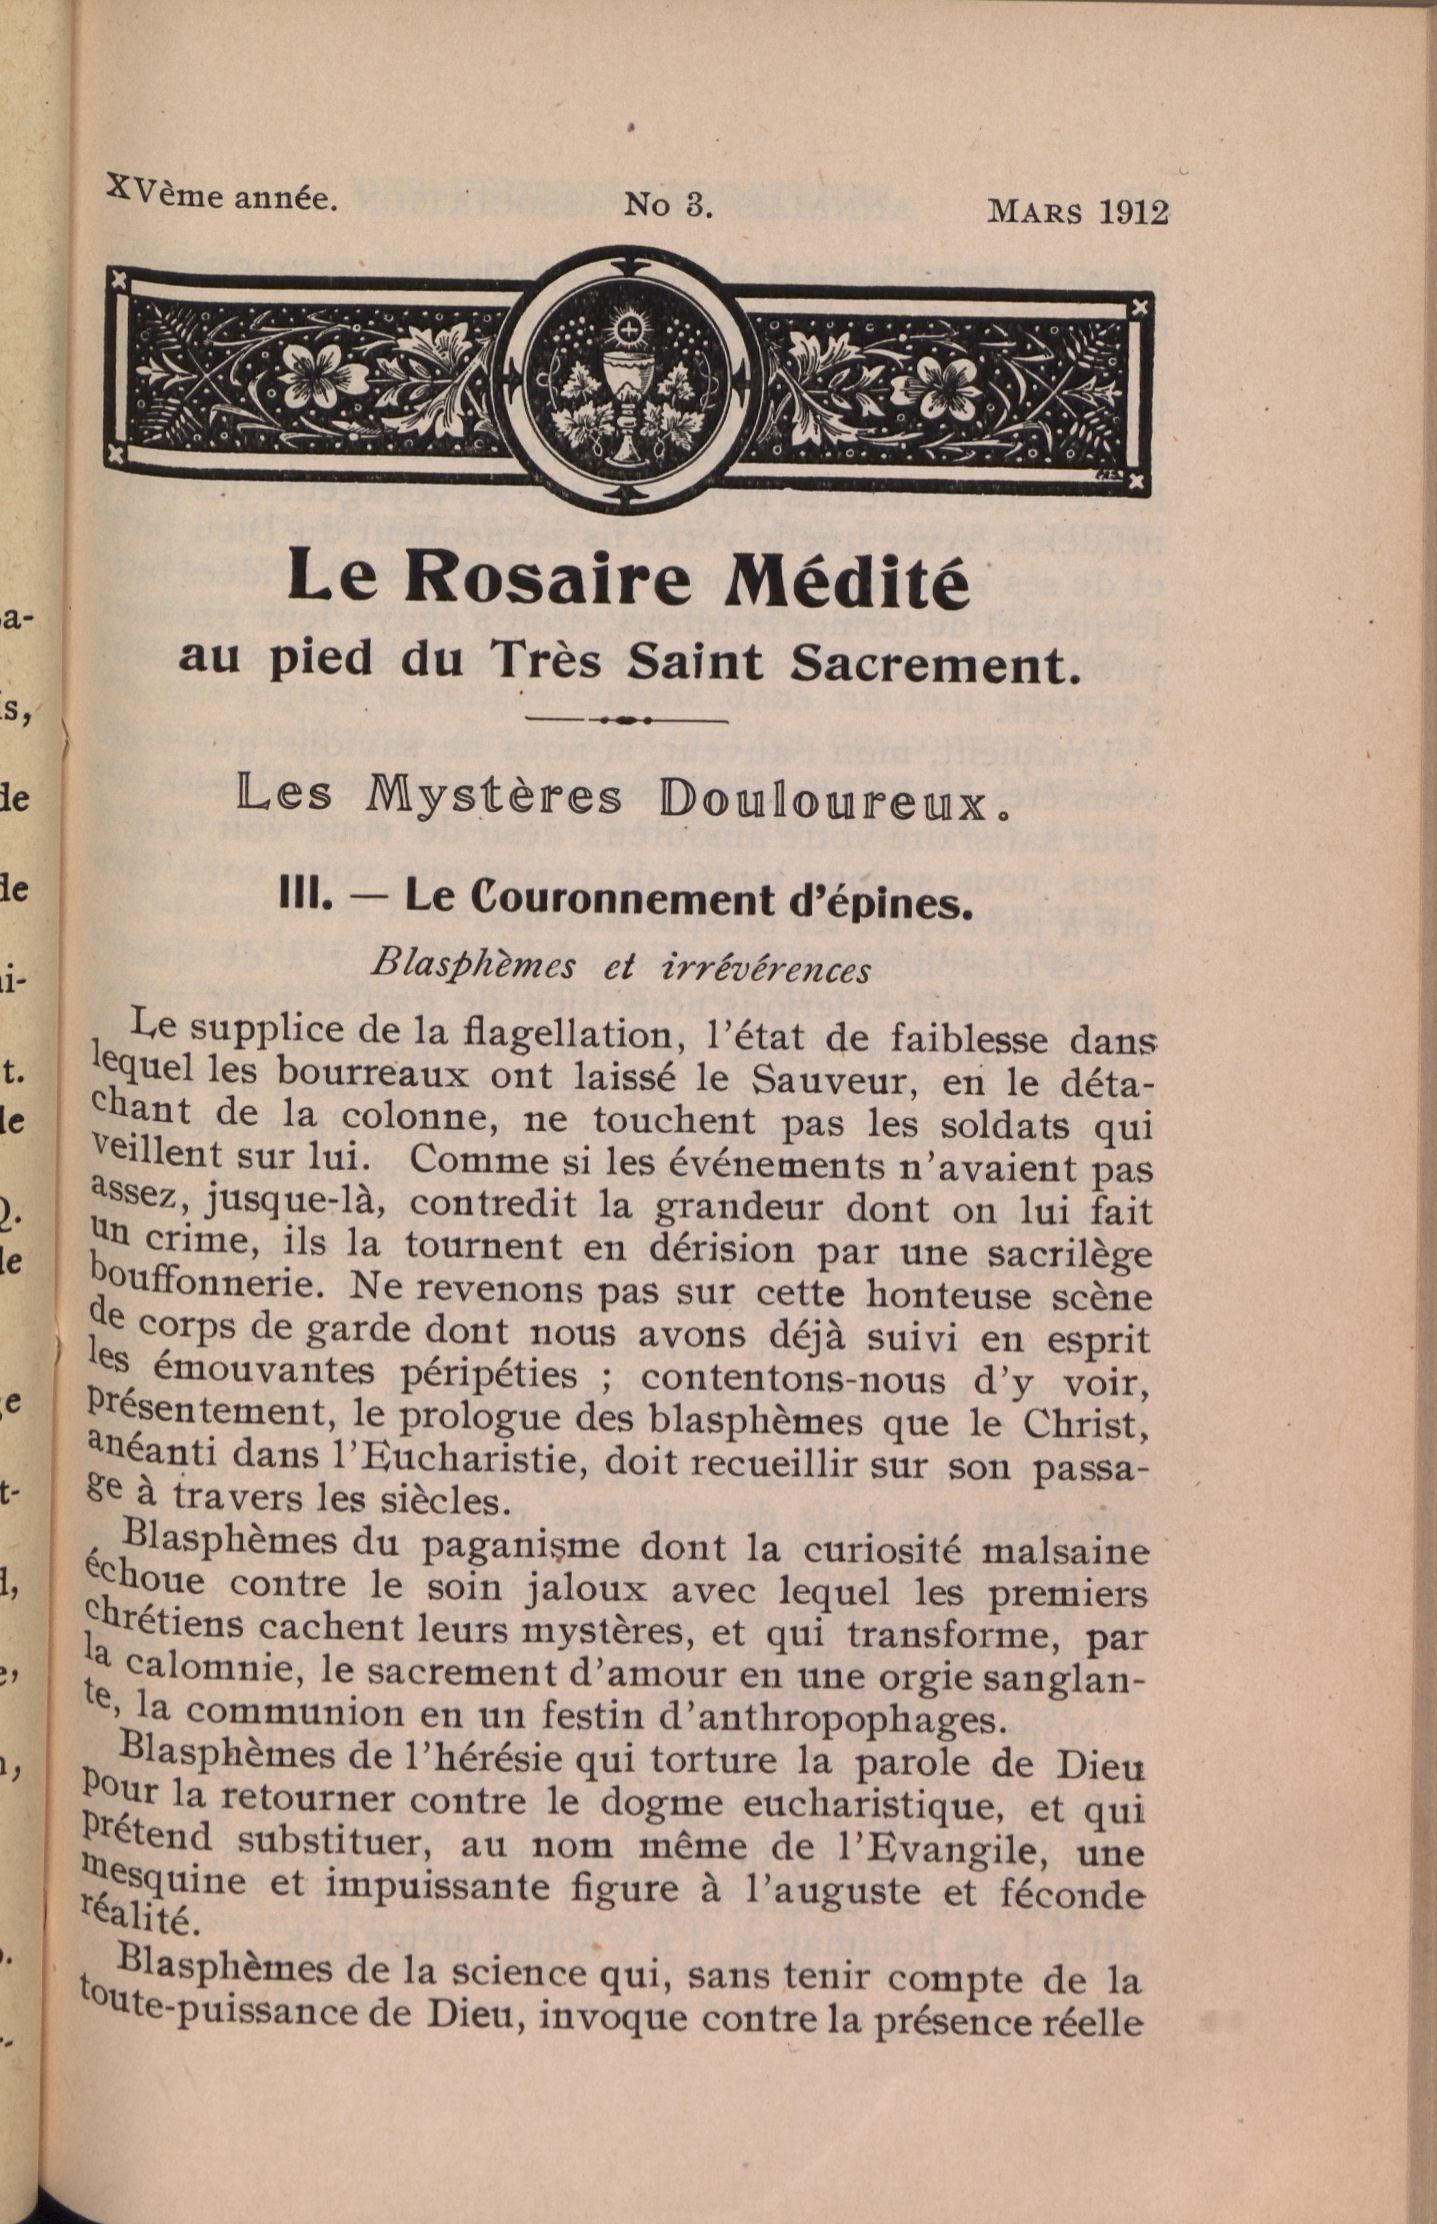 XVème année.
No 3.
MARS 1912
Le Rosaire Médité
au pied du Très Saint Sacrement.
Les Mystères Douloureux.
III. — Le Couronnement d'épines.
Blasphèmes et irrévérences
Le supplice de la flagellation, l'état de faiblesse dans
lequel les bourreaux ont laissé le Sauveur, en le déta-
chant de la colonne, ne touchent pas les soldats qui
veillent sur lui. Comme si les événements n'avaient pas
assez, jusque-là, contredit la grandeur dont on lui fait
un crime, ils la tournent en dérision par une sacrilège
bouffonnerie. Ne revenons pas sur cette honteuse scène
de corps de garde dont nous avons déjà suivi en esprit
les émouvantes péripéties ; contentons-nous d'y voir,
présentement, le prologue des blasphèmes que le Christ,
anéanti dans l'Eucharistie, doit recueillir sur son passa-
ge à travers les siècles.
Blasphèmes du paganisme dont la curiosité malsaine
échoue contre le soin jaloux avec lequel les premiers
chrétiens cachent leurs mystères, et qui transforme, par
la calomnie, le sacrement d'amour en une orgie sanglan-
te, la communion en un festin d'anthropophages.
Blasphèmes de l'hérésie qui torture la parole de Dieu
pour la retourner contre le dogme eucharistique, et qui
prétend substituer, au nom même de l'Evangile, une
mesquine et impuissante figure à l'auguste et féconde
réalité.
Blasphèmes de la science qui, sans tenir compte de la
toute-puissance de Dieu, invoque contre la présence réelle